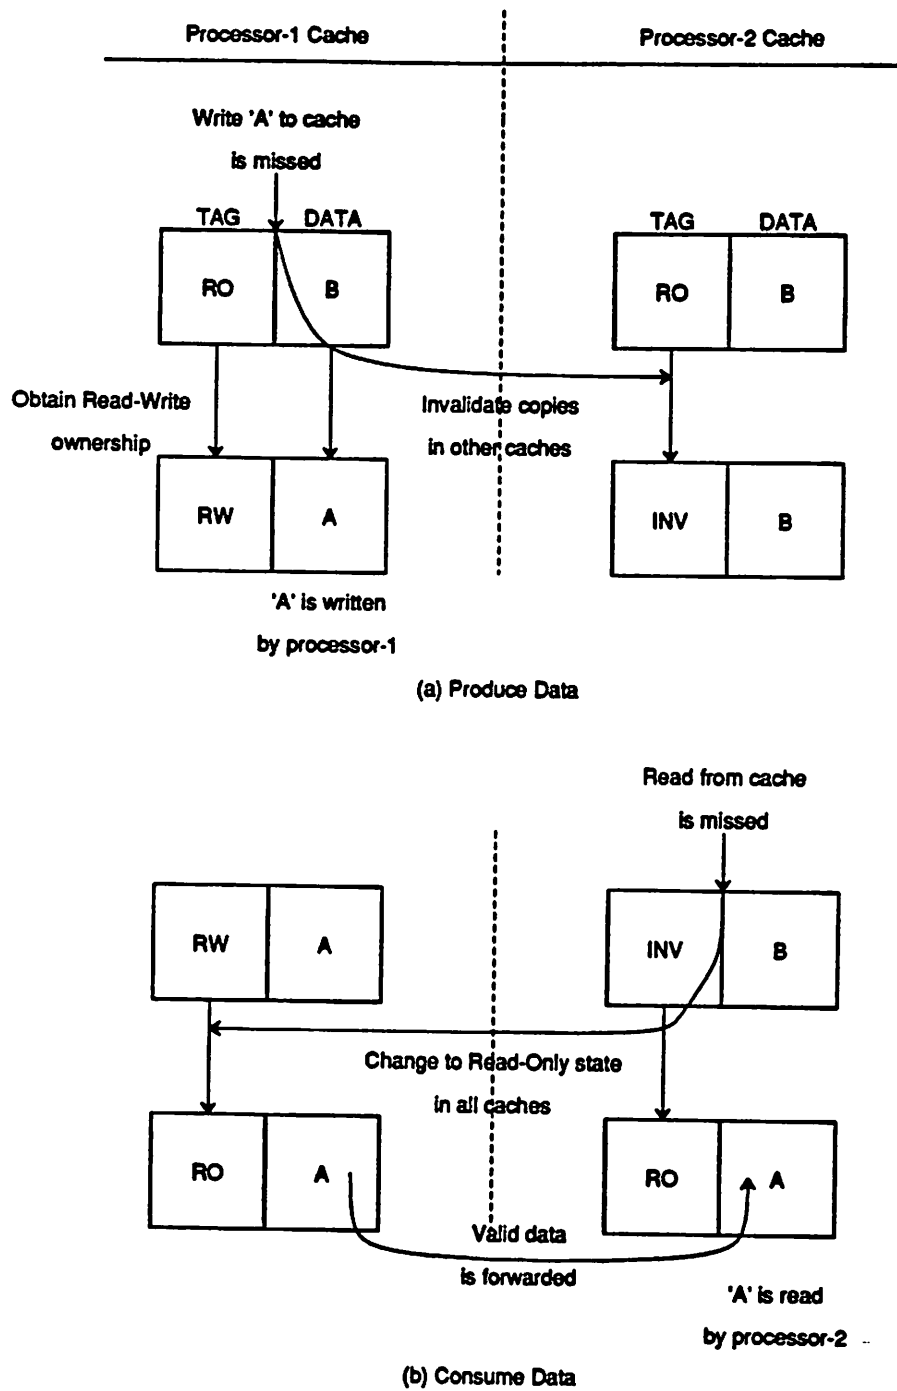 Processor-1 Cache
Processor-2 Cache
Write 'A' to cache
is missed
TAG DATA
TAG DATA
RO B
RO B
Obtain Read-Write
ownership
Invalidate copies
in other caches
RW A
INV B
'A' is written
by processor-1
(a) Produce Data
Read from cache
is missed
RW A
INV B
Change to Read-Only state
in all caches
RO A
RO A
Valid data
is forwarded
'A' is read
by processor-2
(b) Consume Data